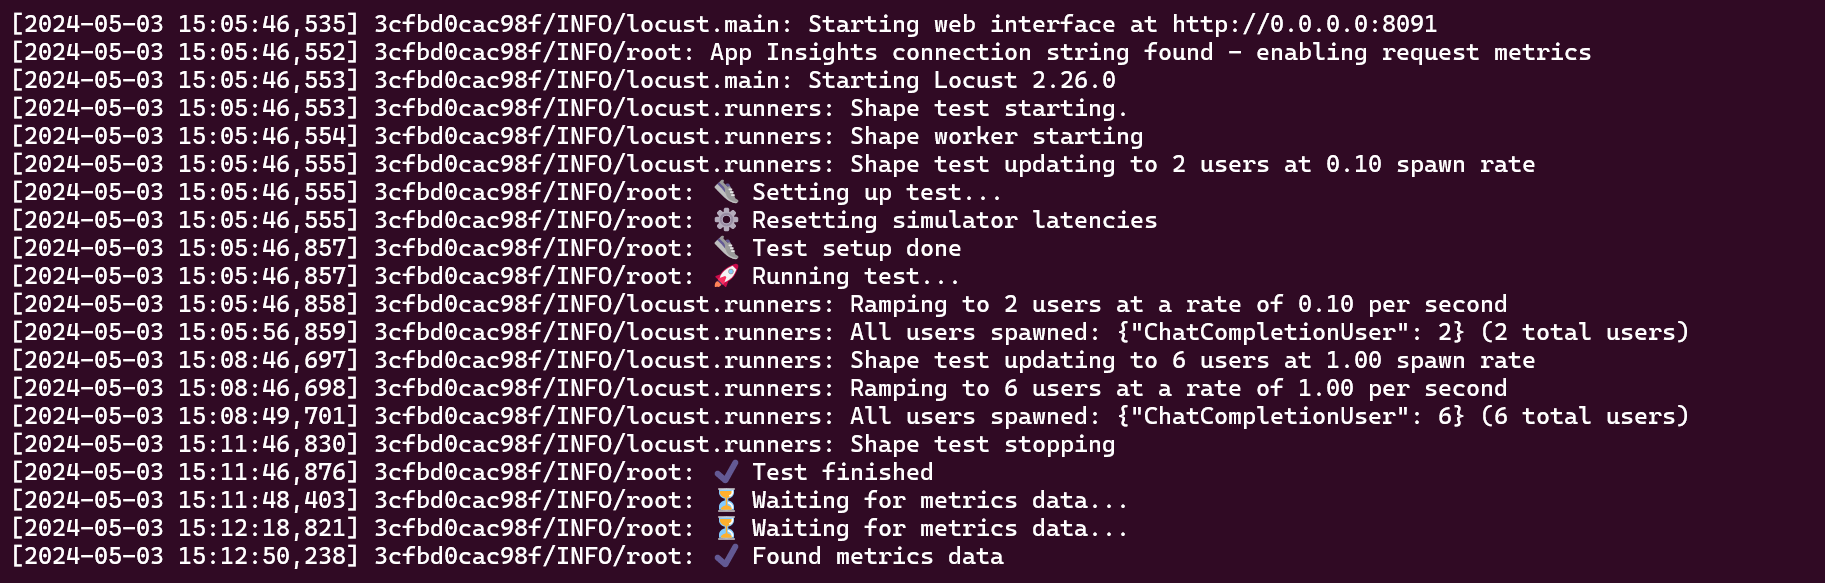 [2024-05-03 15:05:46,535] 3cfbd0cac98f/INFO/locust.main: Starting web interface at http://0.0.0.0:8091
[2024-05-03 15:05:46,552] 3cfbd0cac98f/INFO/root: App Insights connection string found - enabling request metrics
[2024-05-03 15:05:46,553] 3cfbd0cac98f/INFO/locust.main: Starting Locust 2.26.0
[2024-05-03 15:05:46,553] 3cfbd0cac98f/INFO/locust.runners: Shape test starting.
[2024-05-03 15:05:46,554] 3cfbd0cac98f/INFO/locust.runners: Shape worker starting
[2024-05-03 15:05:46,555] 3cfbd0cac98f/INFO/locust.runners: Shape test updating to 2 users at 0.10 spawn rate
[2024-05-03 15:05:46,555] 3cfbd0cac98f/INFO/root: 👟 Setting up test...
[2024-05-03 15:05:46,555] 3cfbd0cac98f/INFO/root: ⚙️ Resetting simulator latencies
[2024-05-03 15:05:46,857] 3cfbd0cac98f/INFO/root: 👟 Test setup done
[2024-05-03 15:05:46,857] 3cfbd0cac98f/INFO/root: 🚀 Running test...
[2024-05-03 15:05:46,858] 3cfbd0cac98f/INFO/locust.runners: Ramping to 2 users at a rate of 0.10 per second
[2024-05-03 15:05:56,859] 3cfbd0cac98f/INFO/locust.runners: All users spawned: {"ChatCompletionUser": 2} (2 total users)
[2024-05-03 15:08:46,697] 3cfbd0cac98f/INFO/locust.runners: Shape test updating to 6 users at 1.00 spawn rate
[2024-05-03 15:08:46,698] 3cfbd0cac98f/INFO/locust.runners: Ramping to 6 users at a rate of 1.00 per second
[2024-05-03 15:08:49,701] 3cfbd0cac98f/INFO/locust.runners: All users spawned: {"ChatCompletionUser": 6} (6 total users)
[2024-05-03 15:11:46,830] 3cfbd0cac98f/INFO/locust.runners: Shape test stopping
[2024-05-03 15:11:46,876] 3cfbd0cac98f/INFO/root: ✔️ Test finished
[2024-05-03 15:11:48,403] 3cfbd0cac98f/INFO/root: ⏳ Waiting for metrics data...
[2024-05-03 15:12:18,821] 3cfbd0cac98f/INFO/root: ⏳ Waiting for metrics data...
[2024-05-03 15:12:50,238] 3cfbd0cac98f/INFO/root: ✔️ Found metrics data